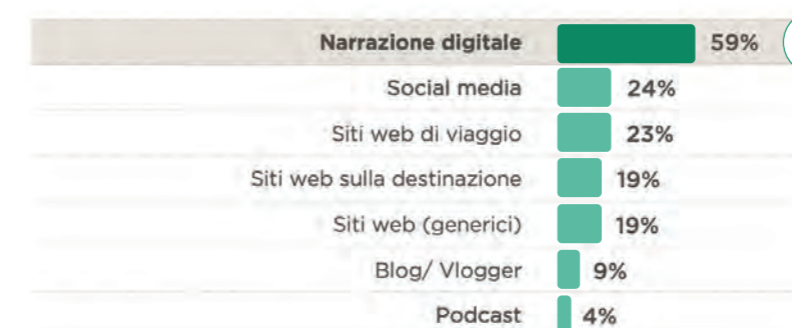 Narrazione digitale 59%
Social media 24%
Siti web di viaggio 23%
Siti web sulla destinazione 19%
Siti web (generici) 19%
Blog/ Vlogger 9%
Podcast 4%